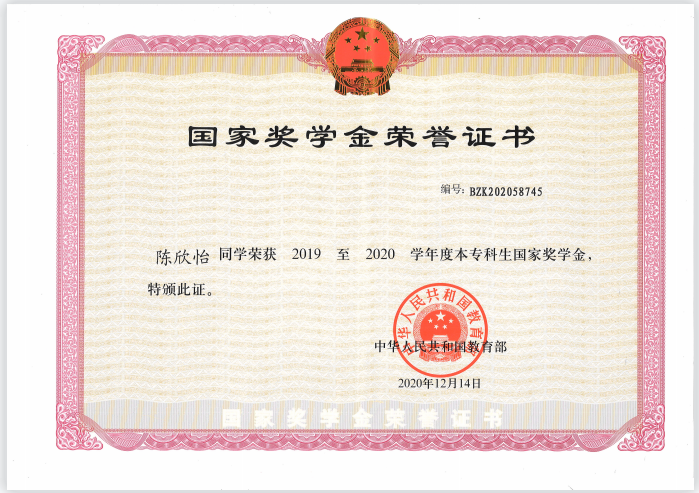 国家奖学金荣誉证书
编号: BZK202058745
陈欣怡 同学荣获 2019 至 2020 学年度本专科生国家奖学金，
特颁此证。
中华人民共和国教育部
中华人民共和国教育部
2020年12月14日
国家奖学金荣誉证书